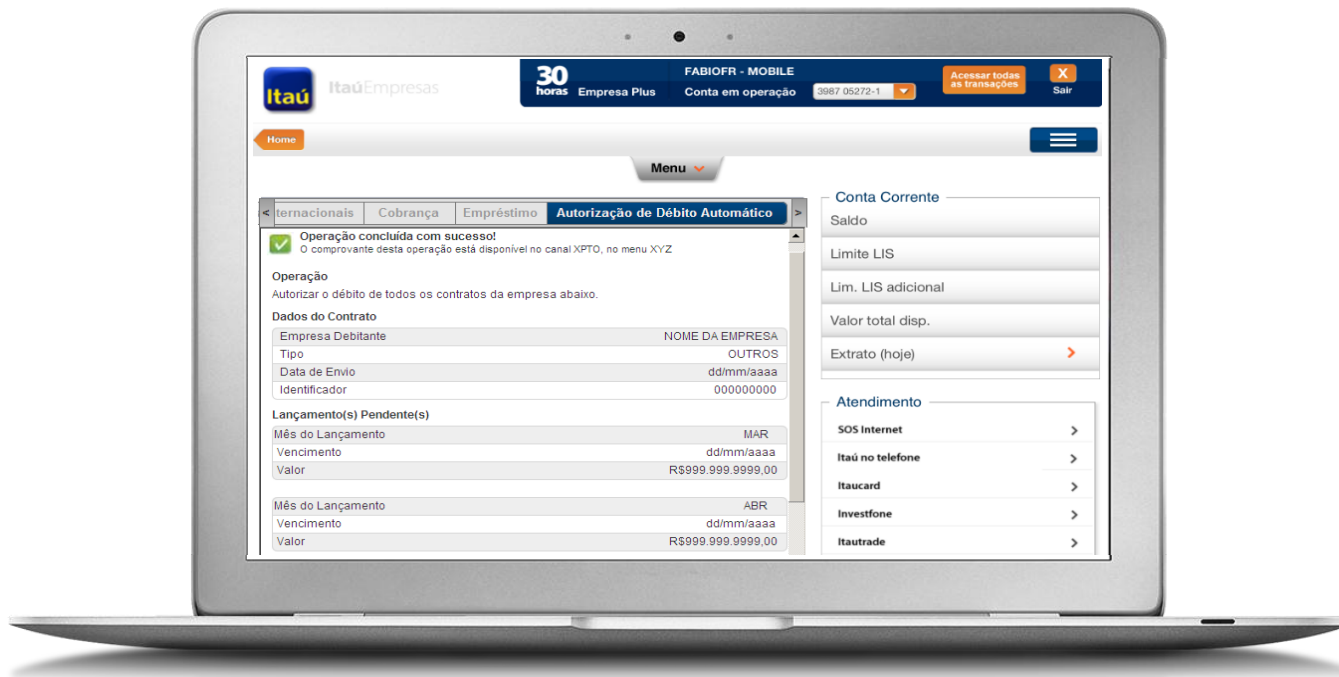 Itaú
ItaúEmpresas
30
horas
Empresa Plus
FABIOFR - MOBILE
Conta em operação
3987 05272-1
Acessar todas
as transações
X
Sair
Home
Menu
< ternacionais Cobrança Empréstimo Autorização de Débito Automático >
Operação concluída com sucesso!
O comprovante desta operação está disponível no canal XPTO, no menu XYZ
Operação
Autorizar o débito de todos os contratos da empresa abaixo.
Dados do Contrato
Empresa Debitante NOME DA EMPRESA
Tipo OUTROS
Data de Envio dd/mm/aaaa
Identificador 000000000
Lançamento(s) Pendente(s)
Mês do Lançamento MAR
Vencimento dd/mm/aaaa
Valor R$999.999.9999,00
Mês do Lançamento ABR
Vencimento dd/mm/aaaa
Valor R$999.999.9999,00
Conta Corrente
Saldo
Limite LIS
Lim. LIS adicional
Valor total disp.
Extrato (hoje)
Atendimento
SOS Internet
Itaú no telefone
Itaucard
Investfone
Itautrade